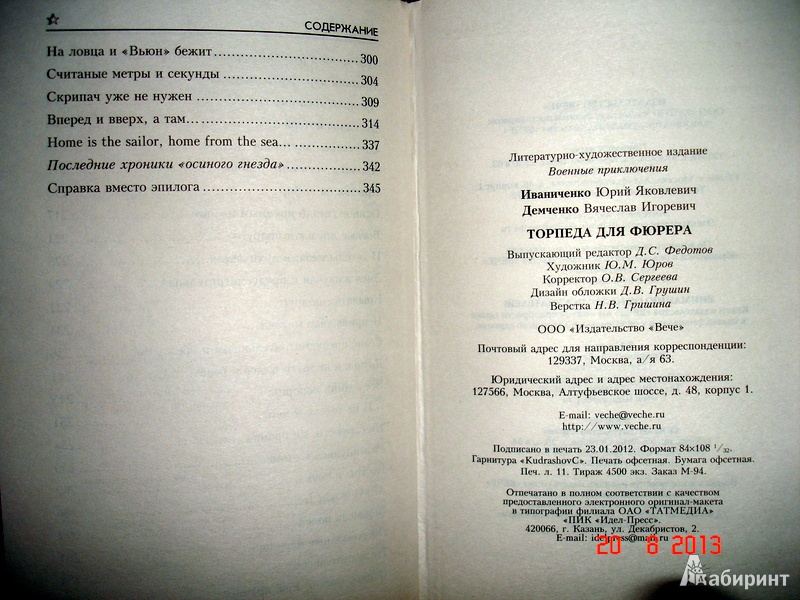 СОДЕРЖАНИЕ
На ловца и «Вьюн» бежит........................300
Считаные метры и секунды........................304
Скрипач уже не нужен........................309
Вперед и вверх, а там........................314
Home is the sailor, home from the sea........................337
Последние хроники «осиного гнезда»........................342
Справка вместо эпилога........................345
Литературно-художественное издание
Военные приключения
Иваниченко Юрий Яковлевич
Демченко Вячеслав Игоревич
ТОРПЕДА ДЛЯ ФЮРЕРА
Выпускающий редактор Д.С. Федотов
Художник Ю.М. Юров
Корректор О.В. Сергеева
Дизайн обложки Д.В. Грушин
Верстка Н.В. Гришина
ООО «Издательство «Вече»
Почтовый адрес для направления корреспонденции:
129337, Москва, а/я 63.
Юридический адрес и адрес местонахождения:
127566, Москва, Алтуфьевское шоссе, д. 48, корпус 1.
E-mail: veche@veche.ru
http://www.veche.ru
Подписано в печать 23.01.2012. Формат 84×108 1/32.
Гарнитура «KudrashovC». Печать офсетная. Бумага офсетная.
Печ. л. 11. Тираж 4500 экз. Заказ М-94.
Отпечатано в полном соответствии с качеством
предоставленного электронного оригинал-макета
в типографии филиала ОАО «ТАТМЕДИА»
«ПИК «Идел-Пресс».
420066, г. Казань, ул. Декабристов, 2.
E-mail: idelpress@mail.ru
20 8 2013
Лабиринт